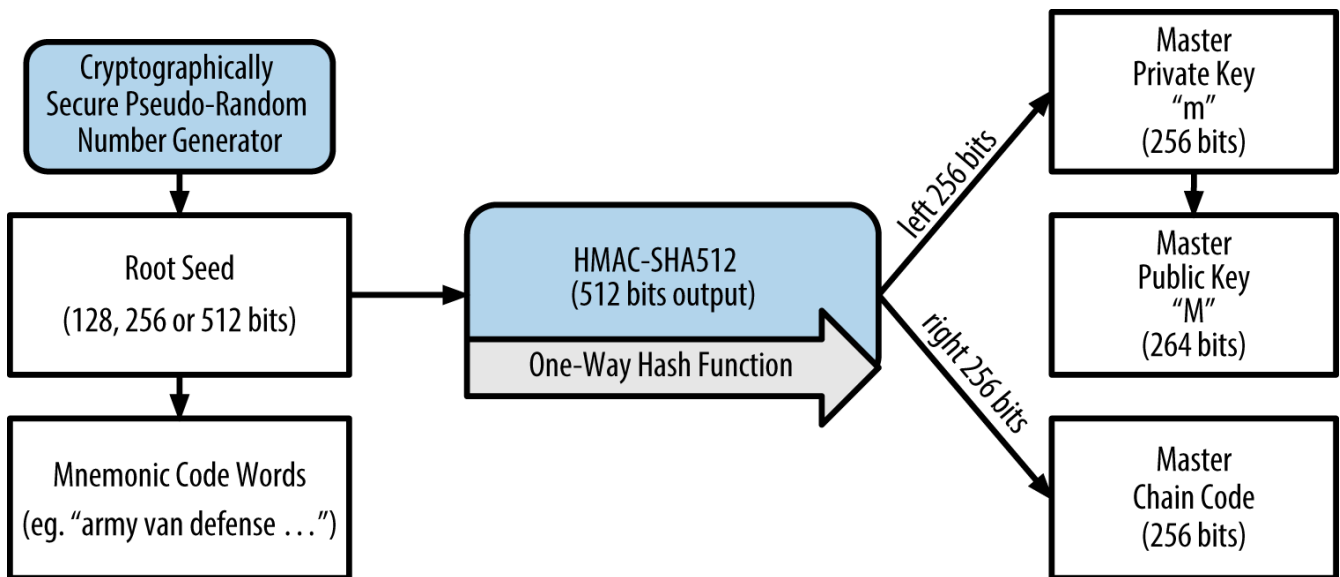 Cryptographically
Secure Pseudo-Random
Number Generator
Root Seed
(128, 256 or 512 bits)
Mnemonic Code Words
(eg. “army van defense …”)
HMAC-SHA512
(512 bits output)
One-Way Hash Function
left 256 bits
right 256 bits
Master
Private Key
“m”
(256 bits)
Master
Public Key
“M”
(264 bits)
Master
Chain Code
(256 bits)